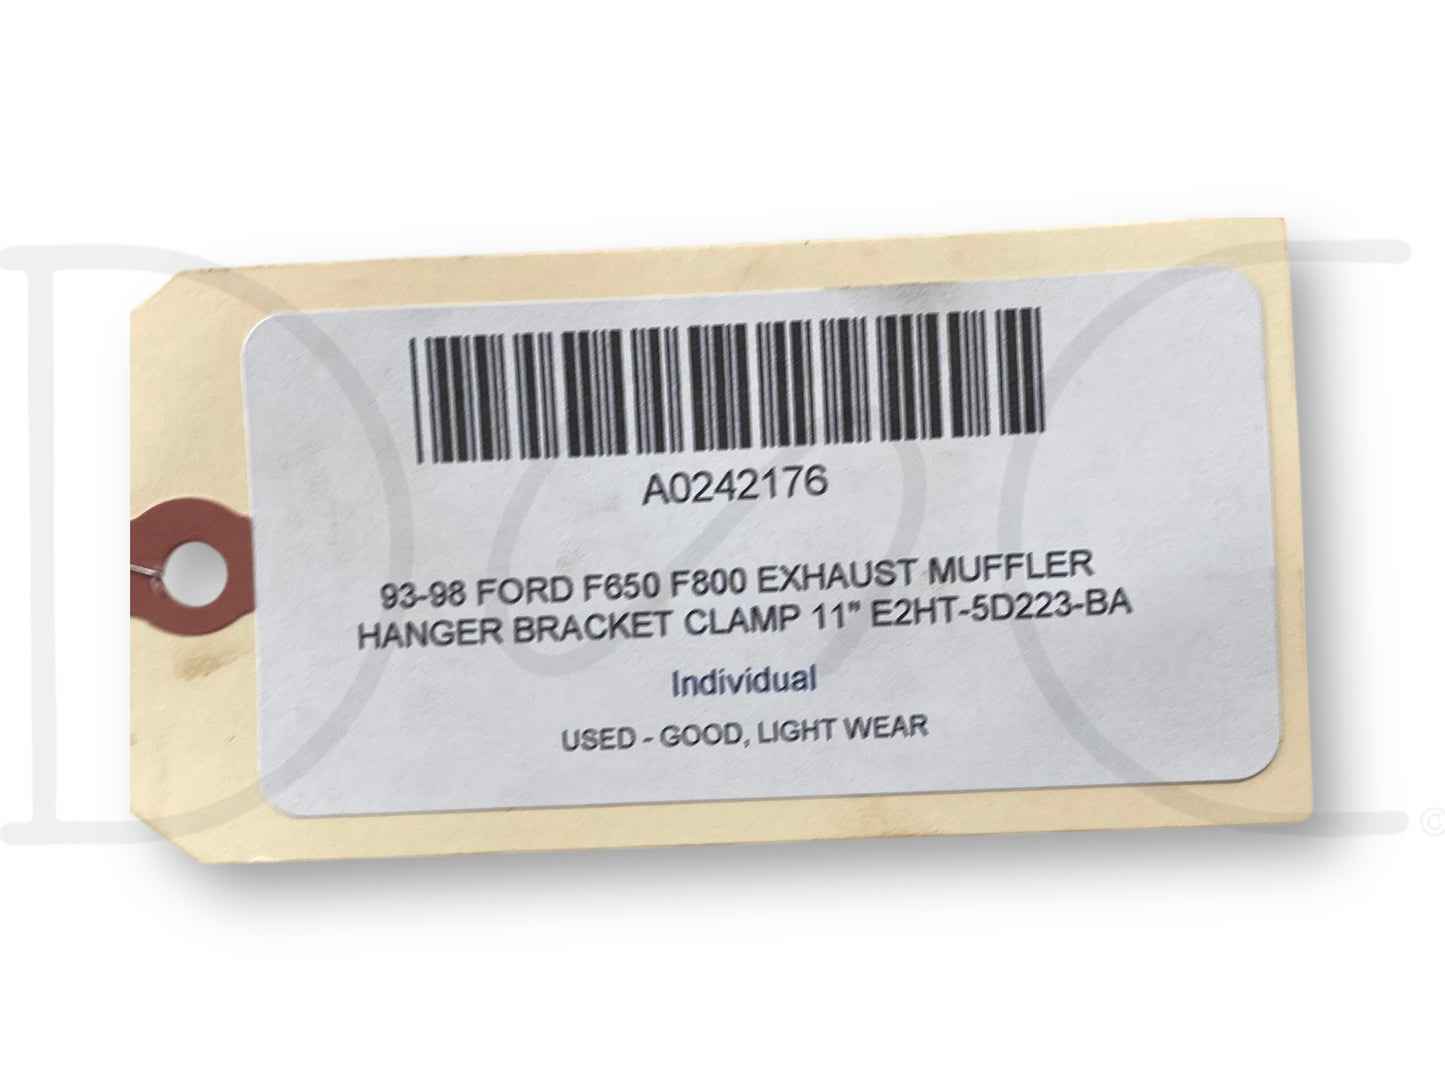 A0242176
93-98 FORD F650 F800 EXHAUST MUFFLER
HANGER BRACKET CLAMP 11" E2HT-5D223-BA
Individual
USED - GOOD, LIGHT WEAR
©